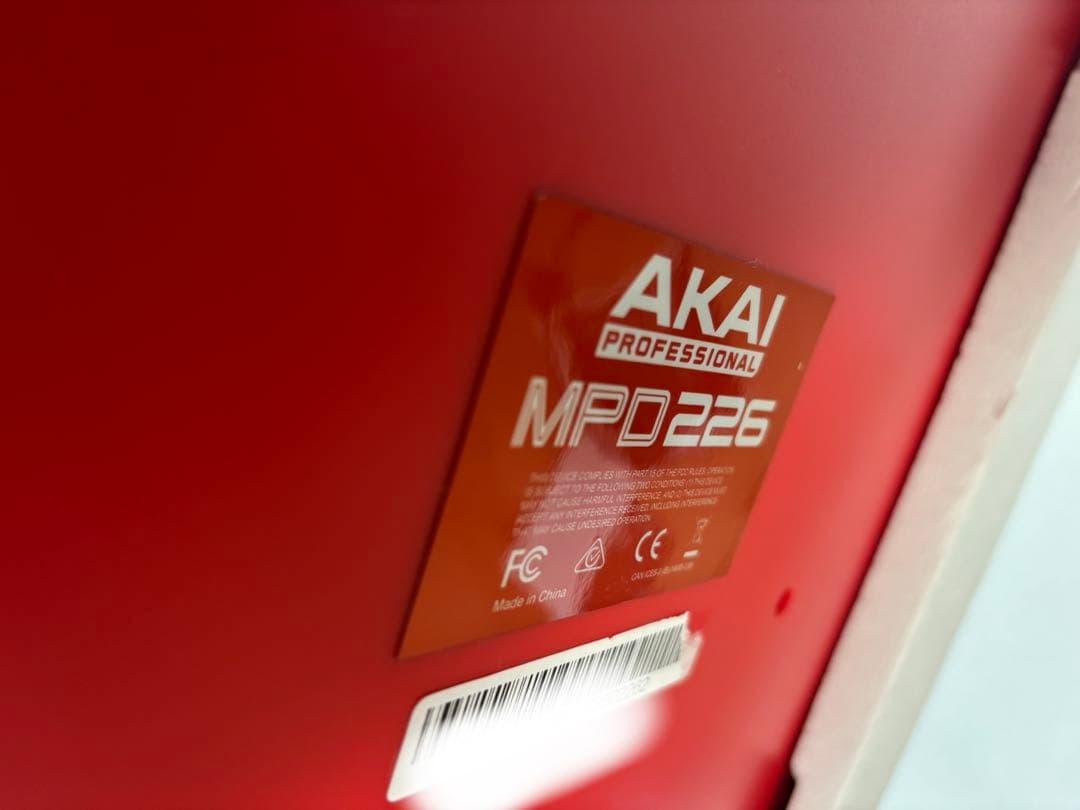 AKAI
PROFESSIONAL
MPD226
THIS DEVICE COMPLIES WITH PART 15 OF THE FCC RULES. OPERATION
IS SUBJECT TO THE FOLLOWING TWO CONDITIONS: (1) THIS DEVICE
MAY NOT CAUSE HARMFUL INTERFERENCE, AND (2) THIS DEVICE MUST
ACCEPT ANY INTERFERENCE RECEIVED, INCLUDING INTERFERENCE
THAT MAY CAUSE UNDESIRED OPERATION.
FC CE
Made in China